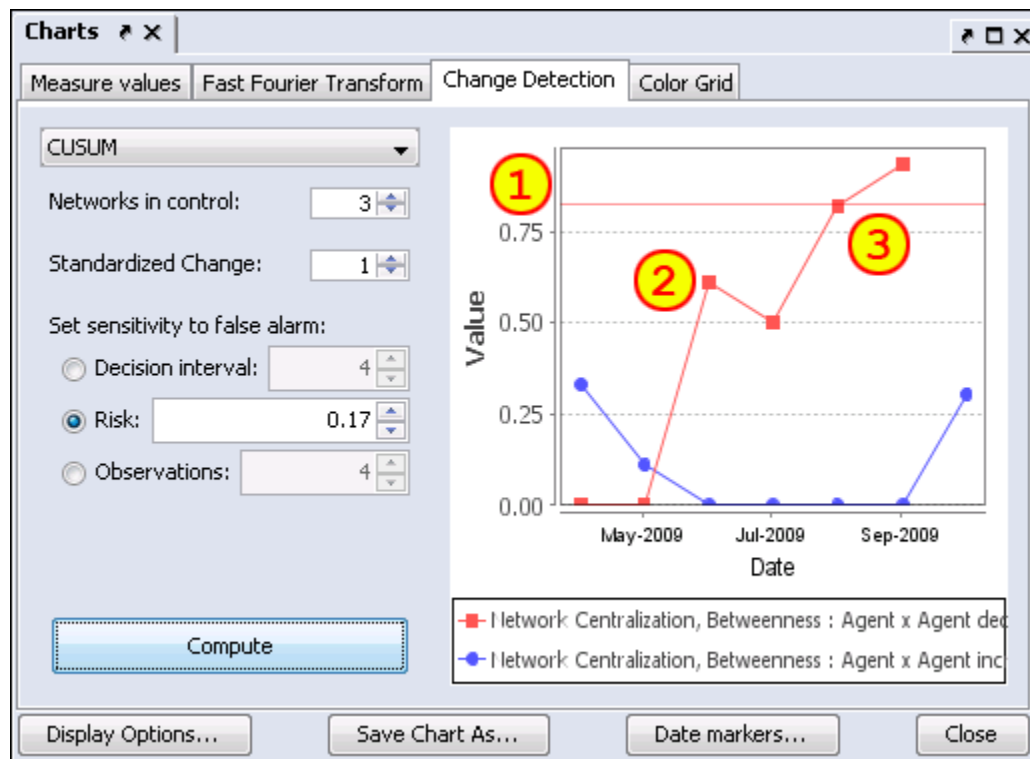 Charts
Measure values Fast Fourier Transform Change Detection Color Grid
CUSUM
Networks in control: 3
Standardized Change: 1
Set sensitivity to false alarm:
Decision interval: 4
Risk: 0.17
Observations: 4
Compute
1
2
3
Value
0.75
0.50
0.25
0.00
May-2009 Jul-2009 Sep-2009
Date
Network Centralization, Betweenness : Agent x Agent dec
Network Centralization, Betweenness : Agent x Agent inc
Display Options... Save Chart As... Date markers... Close